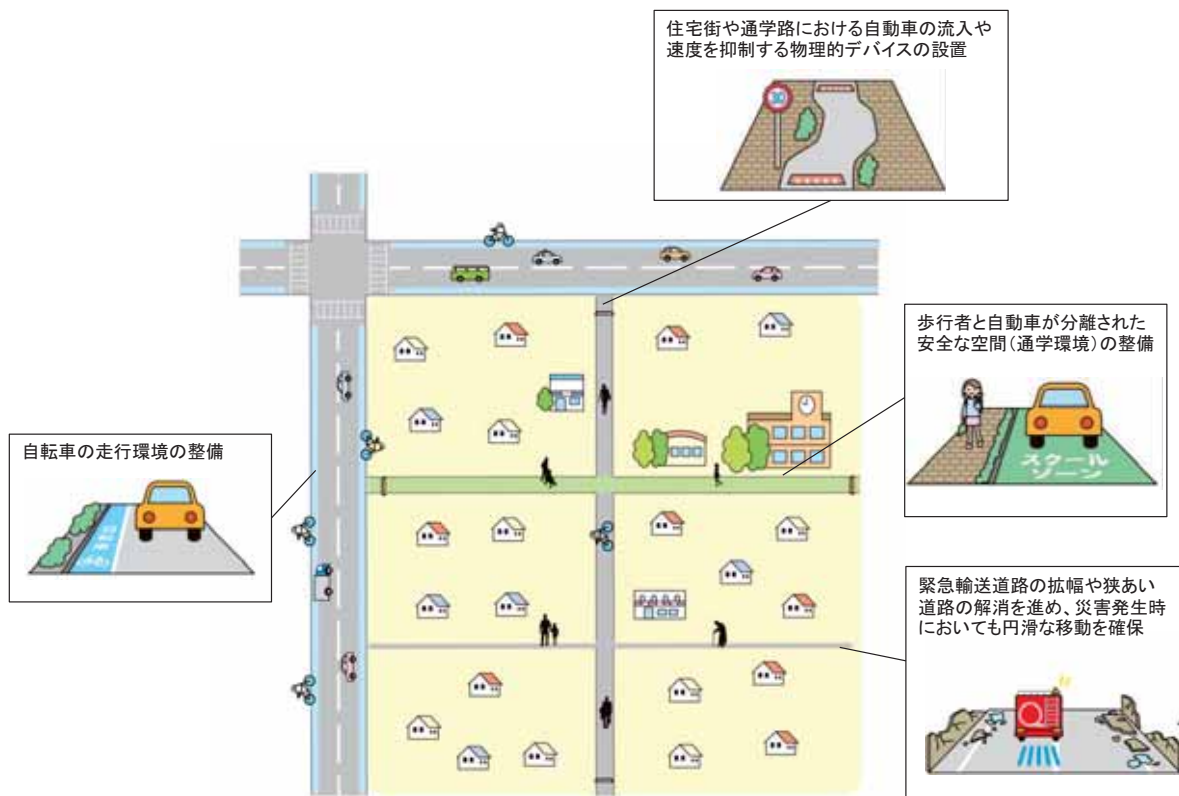 住宅街や通学路における自動車の流入や
速度を抑制する物理的デバイスの設置
30
歩行者と自動車が分離された
安全な空間（通学環境）の整備
スクール
ゾーン
自転車の走行環境の整備
緊急輸送道路の拡幅や狭あい
道路の解消を進め、災害発生時
においても円滑な移動を確保